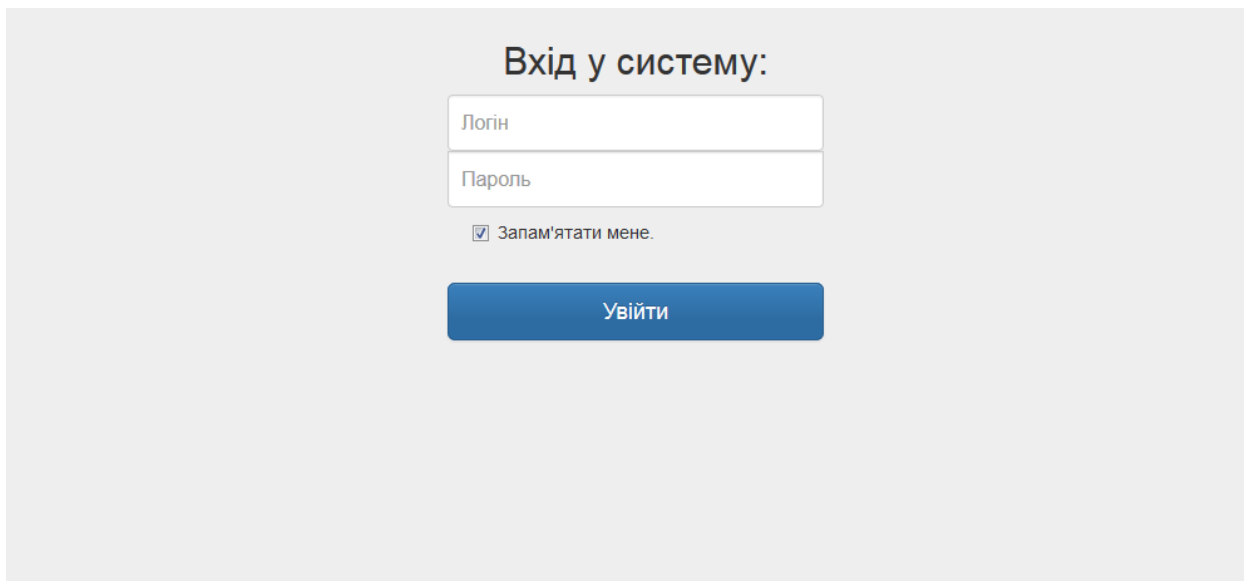 Вхід у систему:
Логін
Пароль
Запам'ятати мене.
Увійти